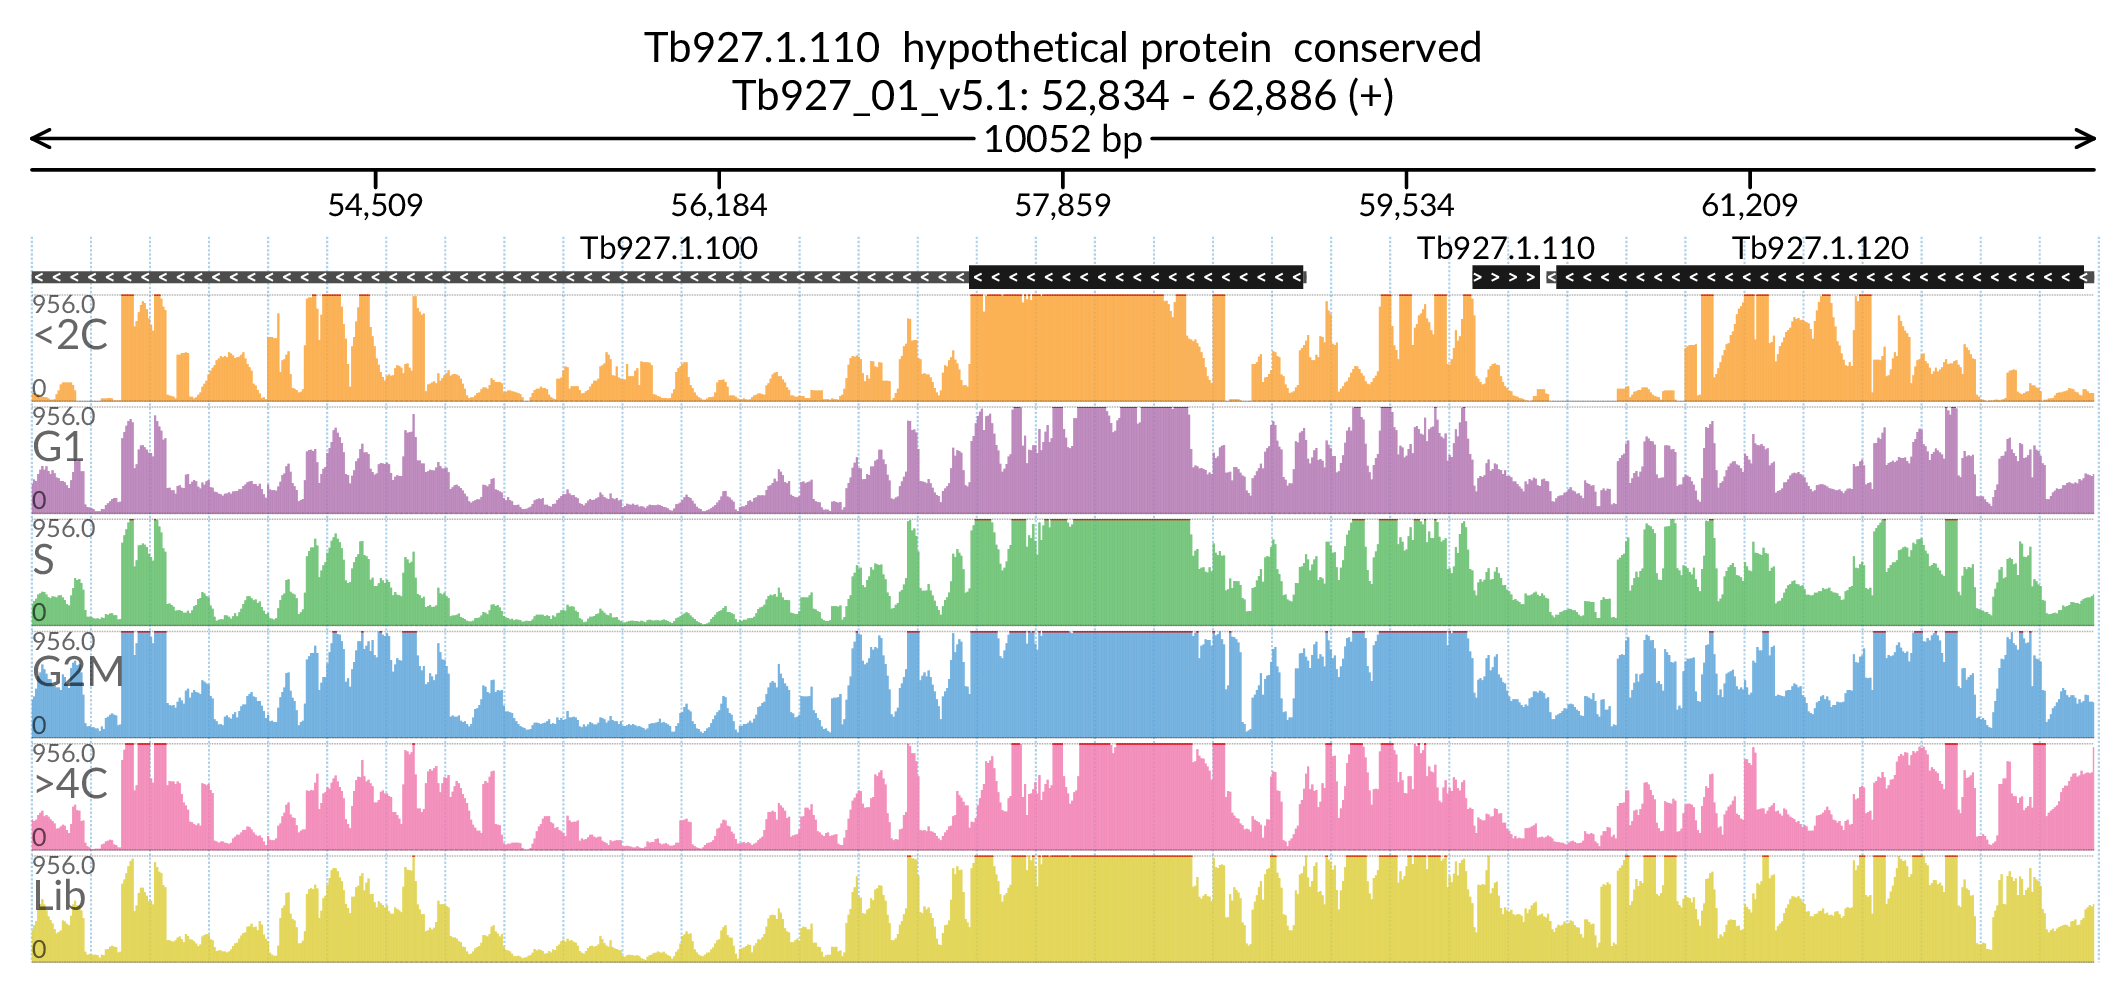 Tb927.1.110 hypothetical protein conserved
Tb927_01_v5.1: 52,834 - 62,886 (+)
10052 bp
54,509 56,184 57,859 59,534 61,209
Tb927.1.100 Tb927.1.110 Tb927.1.120
956.0
<2C
0
956.0
G1
0
956.0
S
0
956.0
G2M
0
956.0
>4C
0
956.0
Lib
0